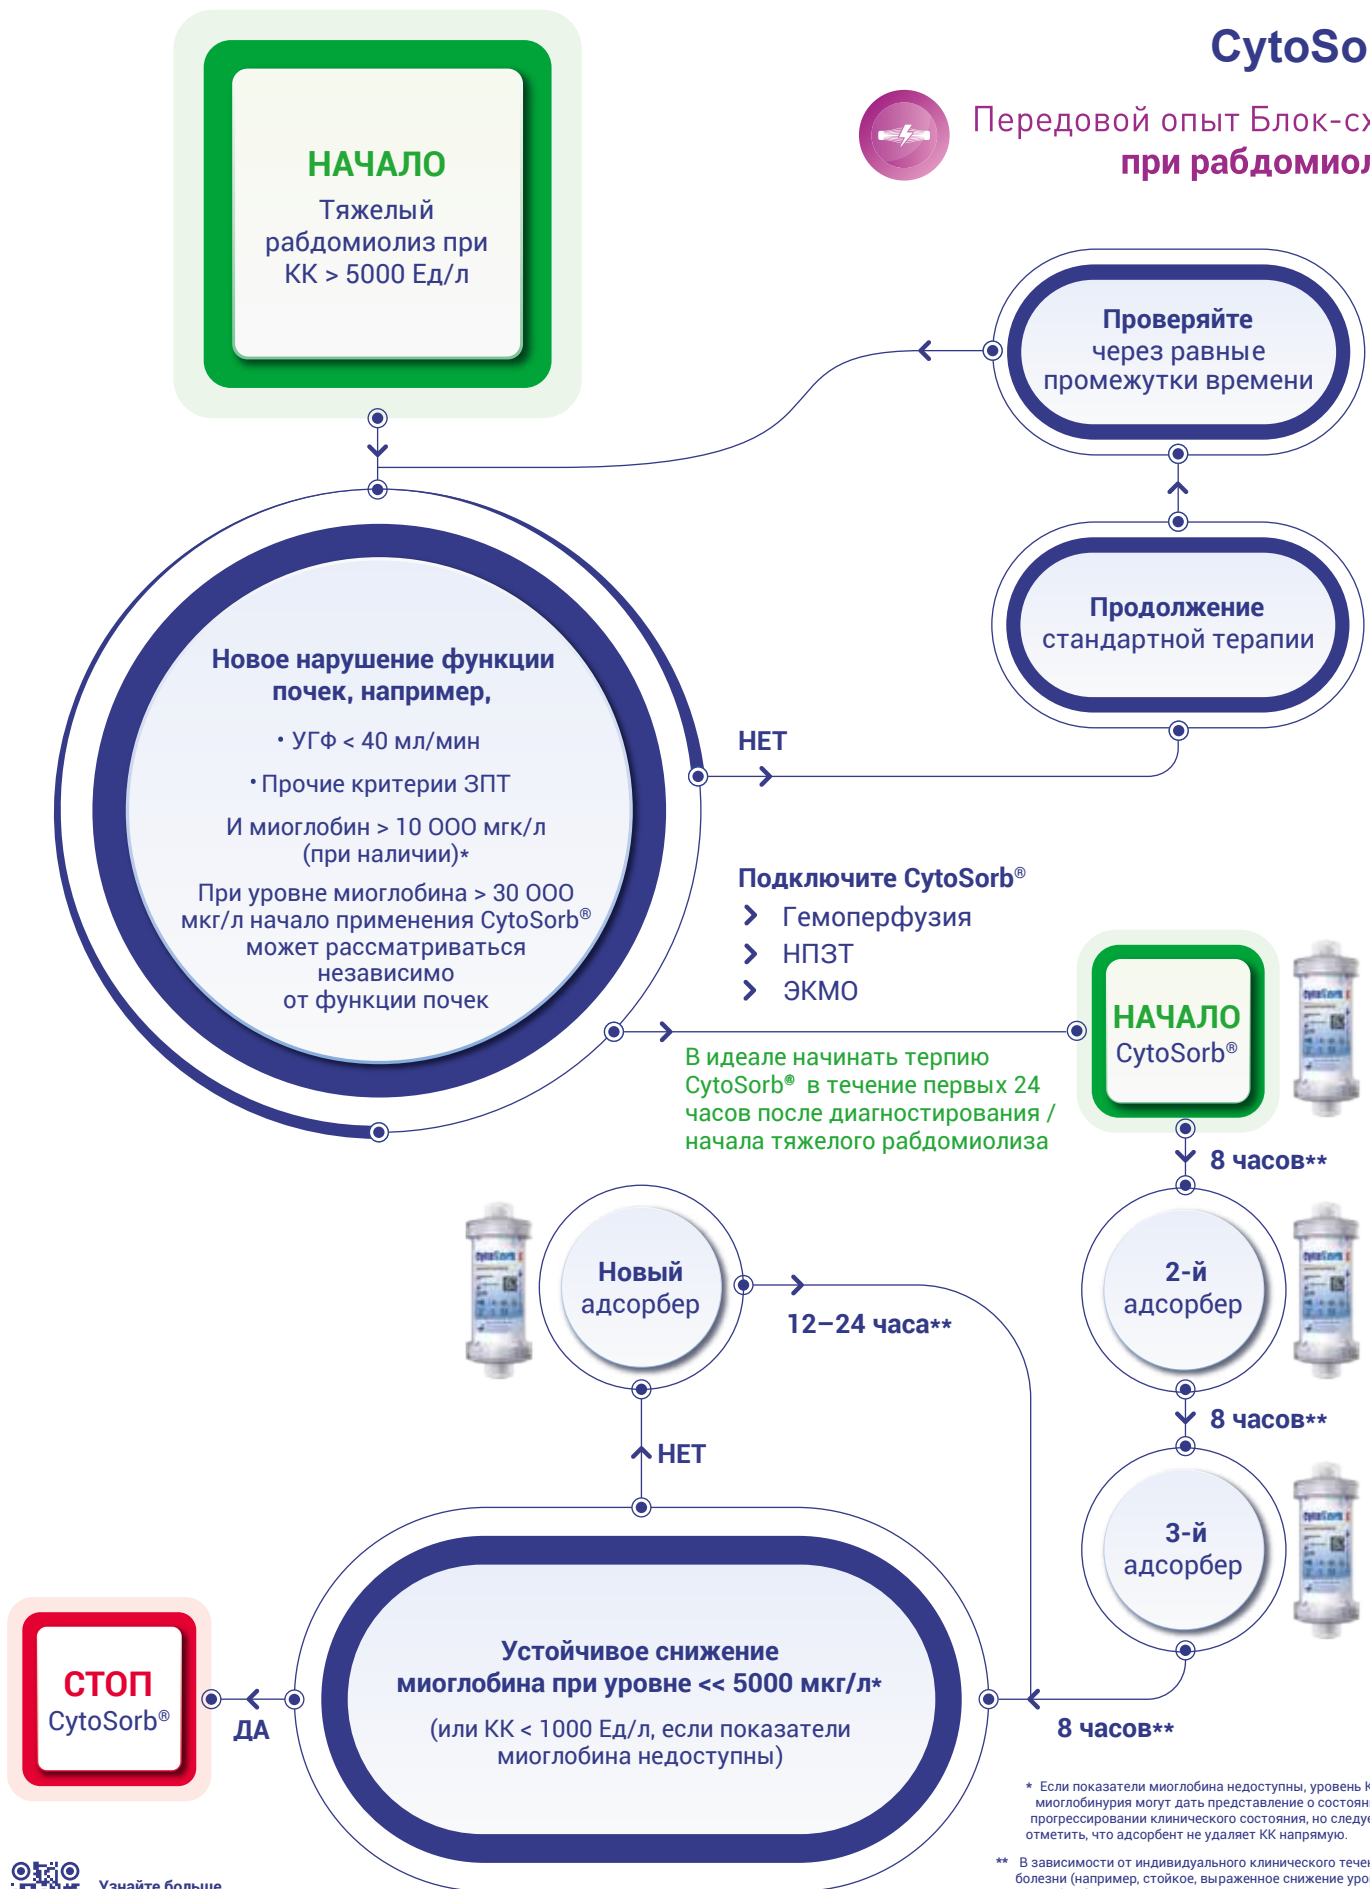 CytoSo
Передовой опыт Блок-сх
при рабдомиол
НАЧАЛО
Тяжелый
рабдомиолиз при
КК > 5000 Ед/л
Проверяйте
через равные
промежутки времени
Продолжение
стандартной терапии
Новое нарушение функции
почек, например,
• УГФ < 40 мл/мин
• Прочие критерии ЗПТ
И миоглобин > 10 ООО мгк/л
(при наличии)*
При уровне миоглобина > 30 ООО
мкг/л начало применения CytoSorb®
может рассматриваться
независимо
от функции почек
НЕТ
Подключите CytoSorb®
Гемоперфузия
НПЗТ
ЭКМО
НАЧАЛО
CytoSorb®
В идеале начинать терпию
CytoSorb® в течение первых 24
часов после диагностирования /
начала тяжелого рабдомиолиза
8 часов**
2-й
адсорбер
8 часов**
3-й
адсорбер
8 часов**
Новый
адсорбер
12–24 часа**
НЕТ
Устойчивое снижение
миоглобина при уровне << 5000 мкг/л*
(или КК < 1000 Ед/л, если показатели
миоглобина недоступны)
ДА
СТОП
CytoSorb®
* Если показатели миоглобина недоступны, уровень К
миоглобинурия могут дать представление о состоян
прогрессировании клинического состояния, но следуе
отметить, что адсорбент не удаляет КК напрямую.
** В зависимости от индивидуального клинического течен
болезни (например, стойкое, выраженное снижение уро
Узнайте больше